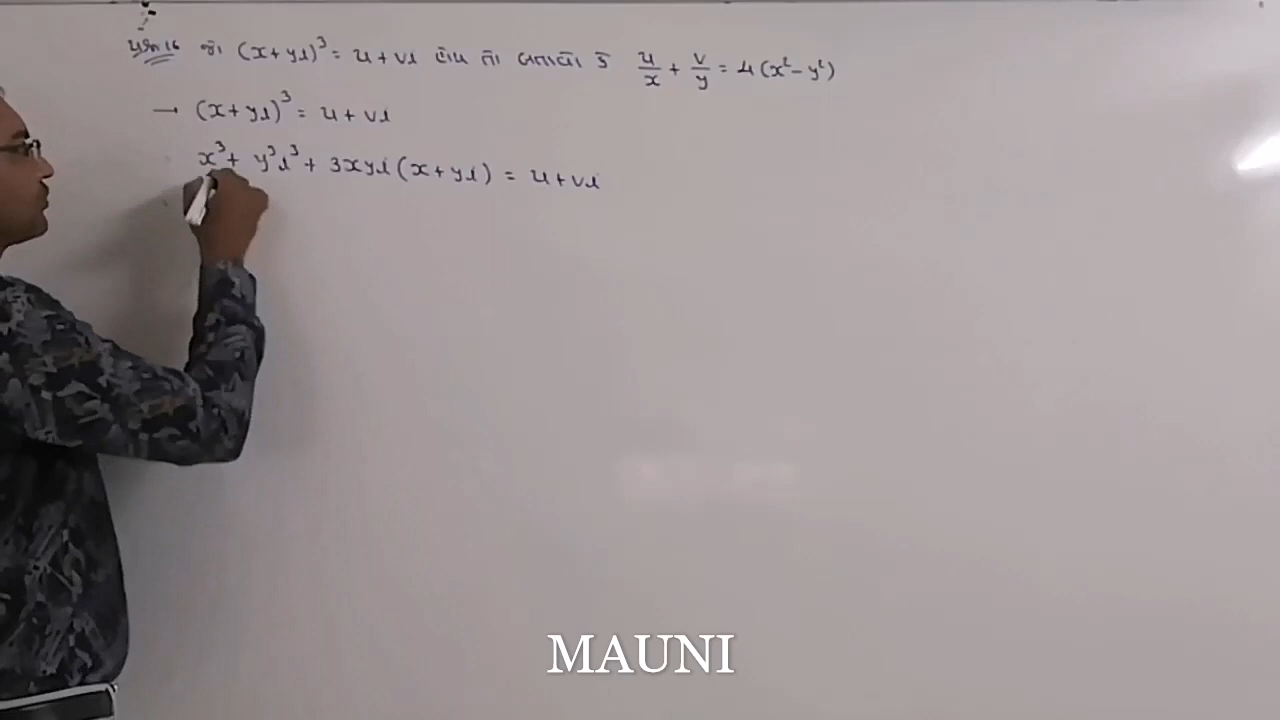 પ્રશ્ન 16 જો (x+yi)³ = u+vi હોય તો બતાવો કે u/x + v/y = 4(x²-y²)
→ (x+yi)³ = u+vi
x³ + y³i³ + 3xyi(x+yi) = u+vi
MAUNI